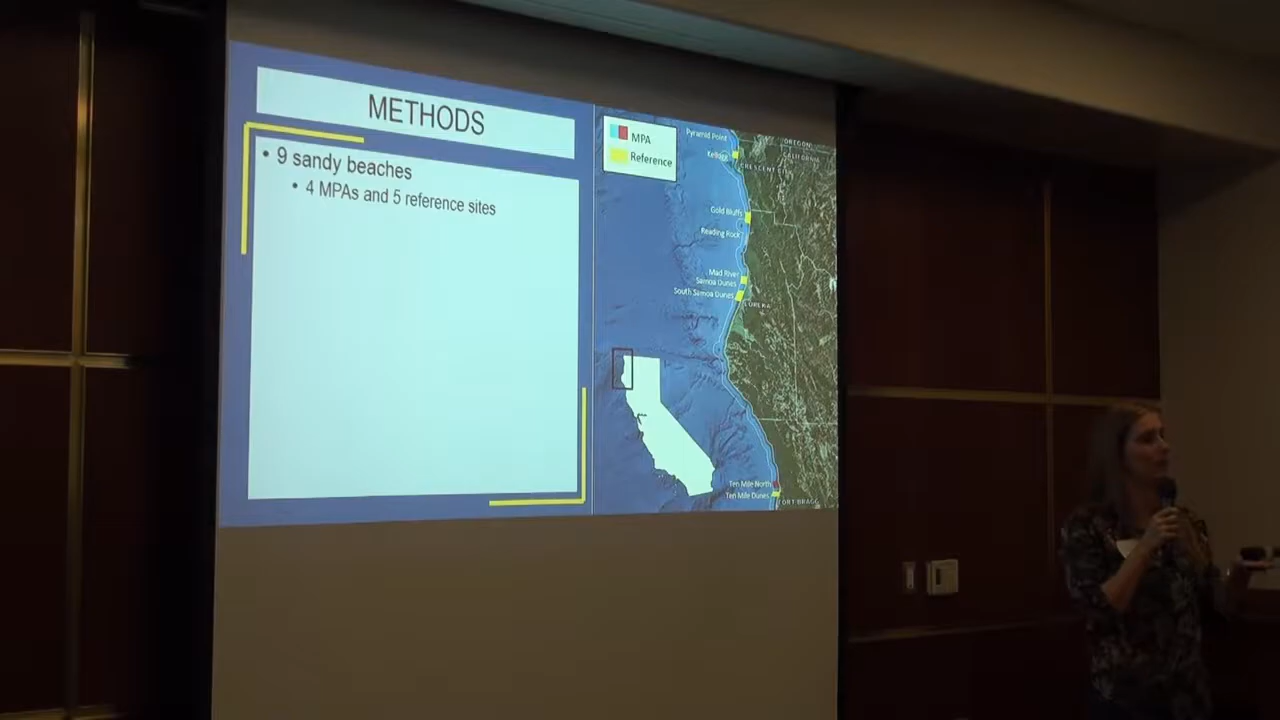 METHODS
• 9 sandy beaches
• 4 MPAs and 5 reference sites
MPA
Reference
Pyramid Point
Kellogg
OREGON
CALIFORNIA
CRESCENT CITY
Gold Bluffs
Reading Rock
Mad River
Samoa Dunes
South Samoa Dunes
EUREKA
Ten Mile North
Ten Mile Dunes
FORT BRAGG